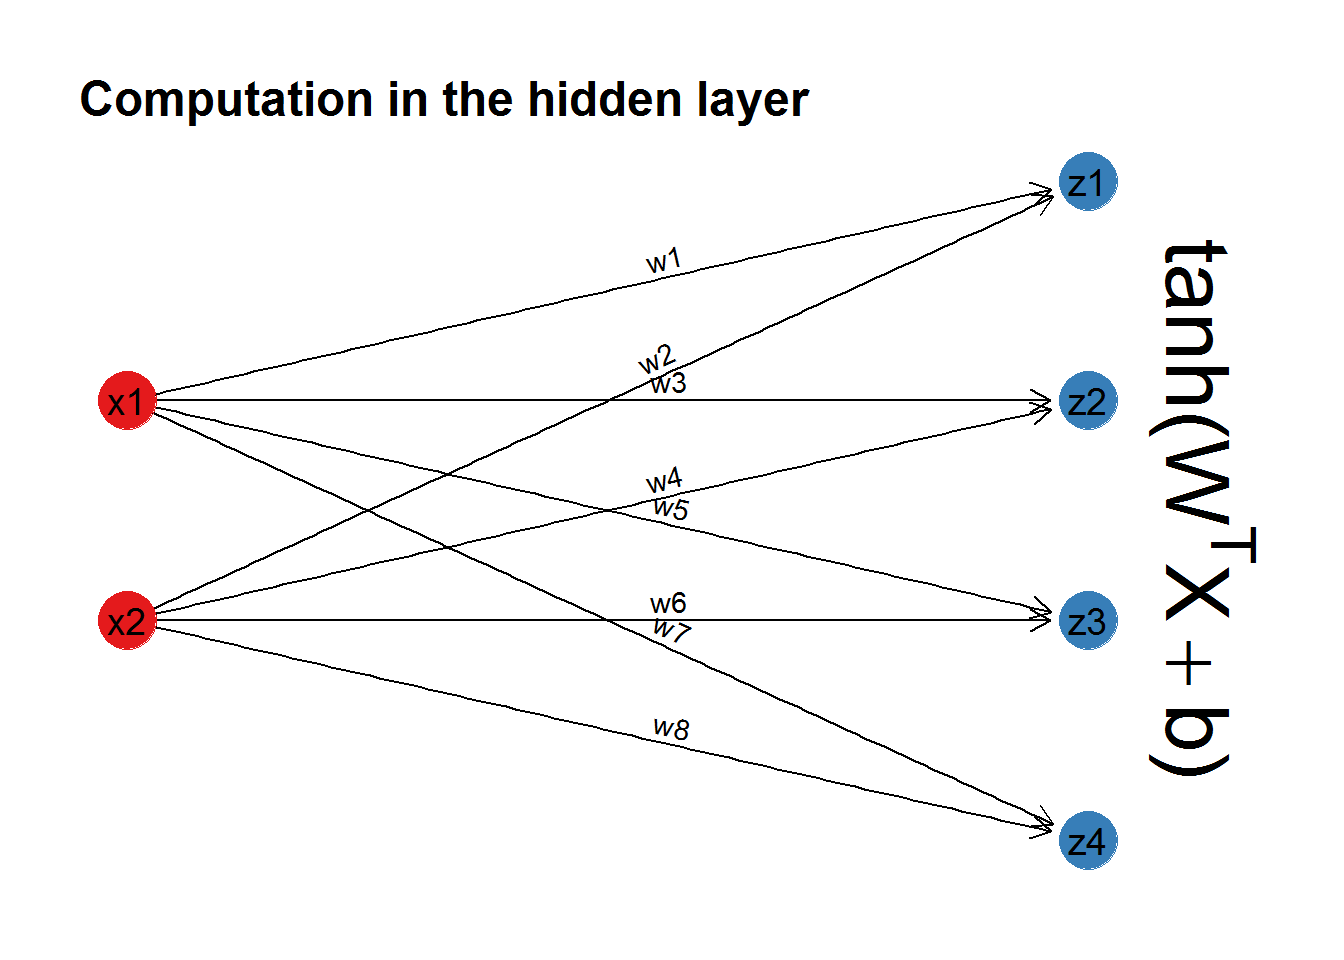 Computation in the hidden layer
z1
w1
w2
w3
x1
z2
w4
w5
w6
x2
w7
z3
w8
z4
tanh(W^T X + b)